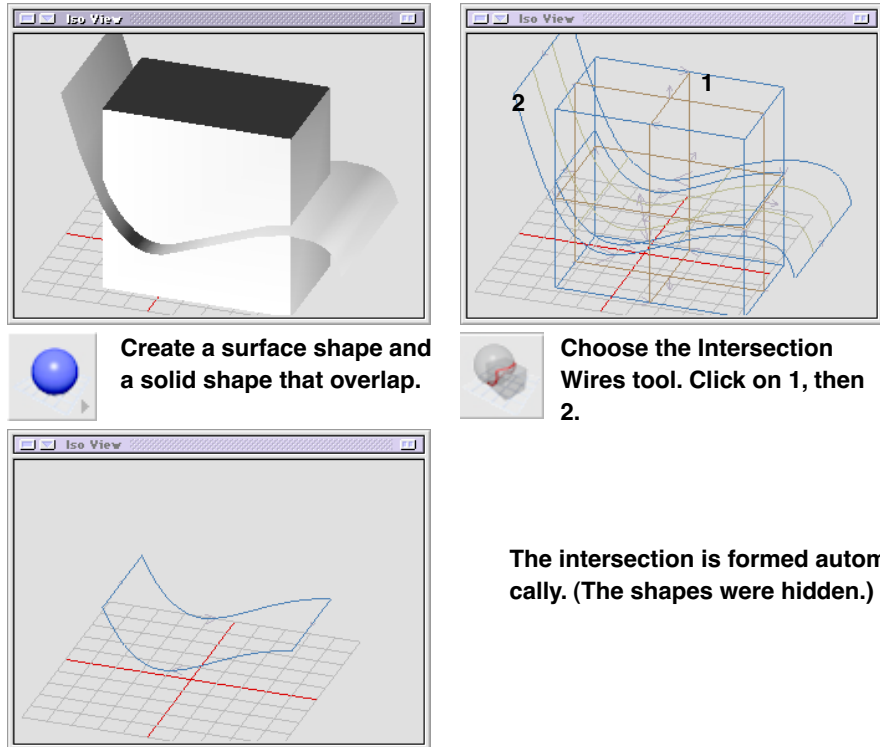 Iso View
Iso View
1
2
Create a surface shape and
a solid shape that overlap.
Choose the Intersection
Wires tool. Click on 1, then
2.
Iso View
The intersection is formed autom
cally. (The shapes were hidden.)